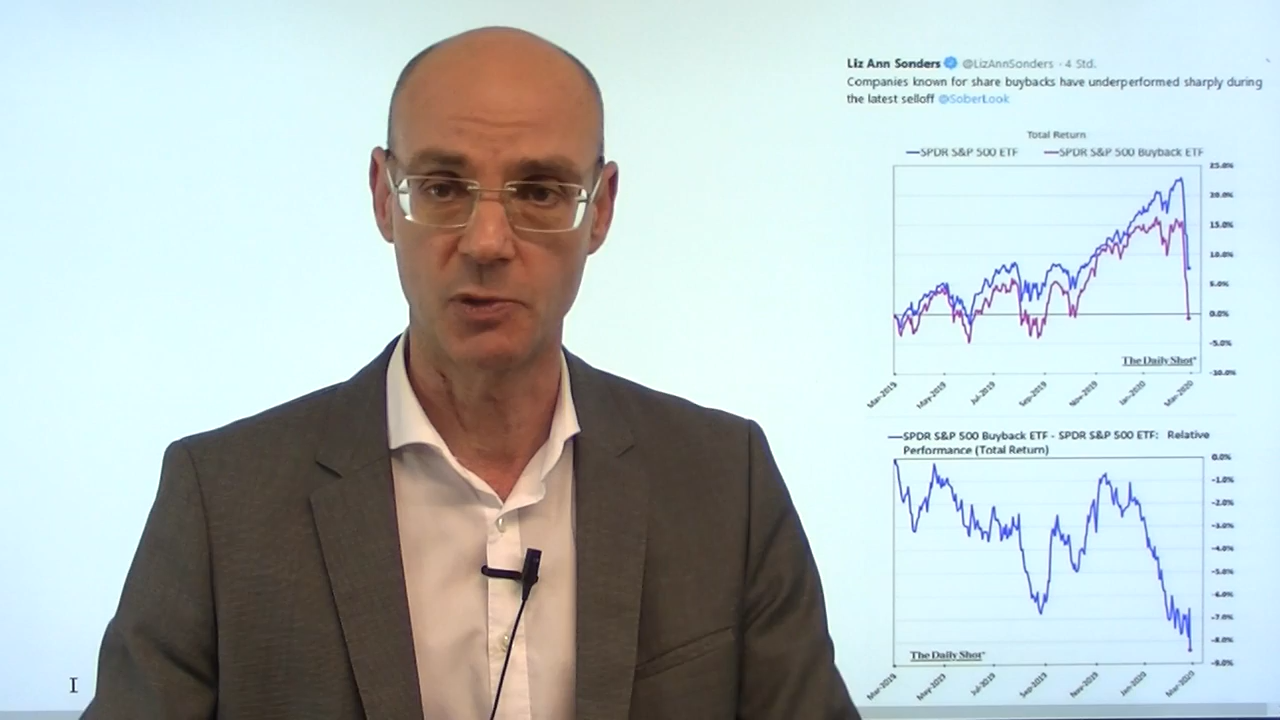 Liz Ann Sonders @LizAnnSonders · 4 Std.
Companies known for share buybacks have underperformed sharply during
the latest selloff @SoberLook
Total Return
SPDR S&P 500 ETF SPDR S&P 500 Buyback ETF
25.0%
20.0%
15.0%
10.0%
5.0%
0.0%
-5.0%
The Daily Shot
-10.0%
Mar-2019 May-2019 Jul-2019 Sep-2019 Nov-2019 Jan-2020 Mar-2020
SPDR S&P 500 Buyback ETF - SPDR S&P 500 ETF: Relative
Performance (Total Return)
0.0%
-1.0%
-2.0%
-3.0%
-4.0%
-5.0%
-6.0%
-7.0%
-8.0%
The Daily Shot
-9.0%
Mar-2019 May-2019 Jul-2019 Sep-2019 Nov-2019 Jan-2020 Mar-2020